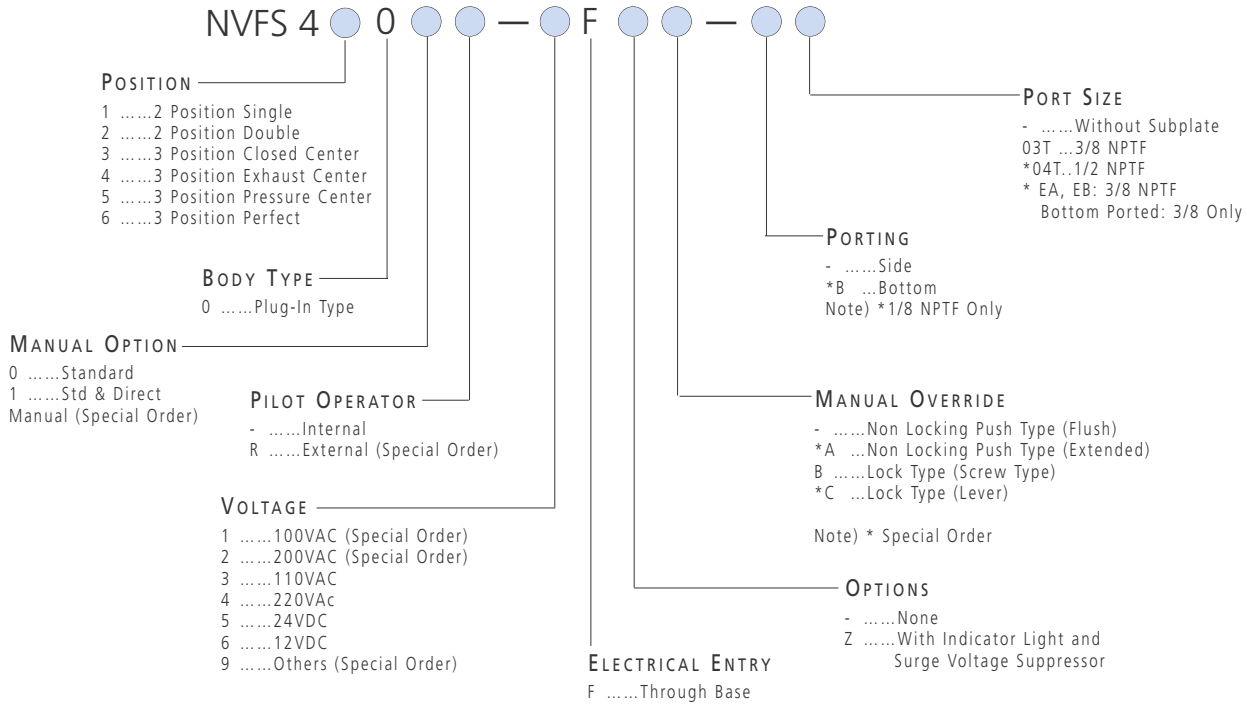 NVFS 4 0 — F —
POSITION
1 ......2 Position Single
2 ......2 Position Double
3 ......3 Position Closed Center
4 ......3 Position Exhaust Center
5 ......3 Position Pressure Center
6 ......3 Position Perfect
BODY TYPE
0 ......Plug-In Type
MANUAL OPTION
0 ......Standard
1 ......Std & Direct
Manual (Special Order)
PILOT OPERATOR
- ......Internal
R ......External (Special Order)
VOLTAGE
1 ......100VAC (Special Order)
2 ......200VAC (Special Order)
3 ......110VAC
4 ......220VAc
5 ......24VDC
6 ......12VDC
9 ......Others (Special Order)
ELECTRICAL ENTRY
F ......Through Base
OPTIONS
- ......None
Z ......With Indicator Light and
Surge Voltage Suppressor
MANUAL OVERRIDE
- ......Non Locking Push Type (Flush)
*A ...Non Locking Push Type (Extended)
B ......Lock Type (Screw Type)
*C ...Lock Type (Lever)
Note) * Special Order
PORTING
- ......Side
*B ...Bottom
Note) *1/8 NPTF Only
PORT SIZE
- ......Without Subplate
03T ...3/8 NPTF
*04T..1/2 NPTF
* EA, EB: 3/8 NPTF
Bottom Ported: 3/8 Only